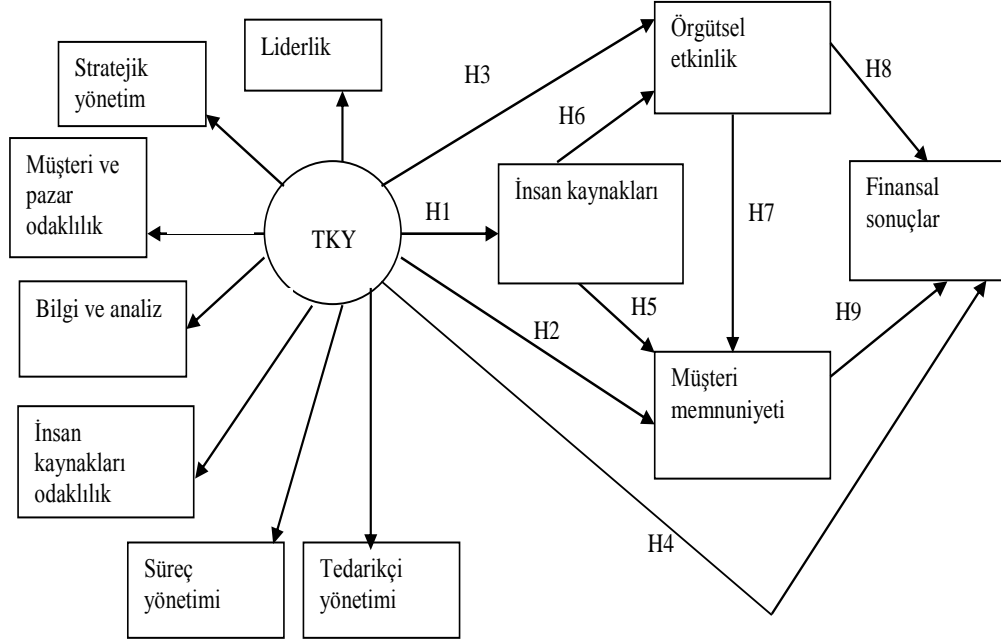 Liderlik
Stratejik
yönetim
Müşteri ve
pazar
odaklılık
Bilgi ve analiz
İnsan
kaynakları
odaklılık
Süreç
yönetimi
Tedarikçi
yönetimi
TKY
H3
H6
H1
İnsan kaynakları
H5
H2
H4
Örgütsel
etkinlik
H8
H7
Müşteri
memnuniyeti
H9
Finansal
sonuçlar